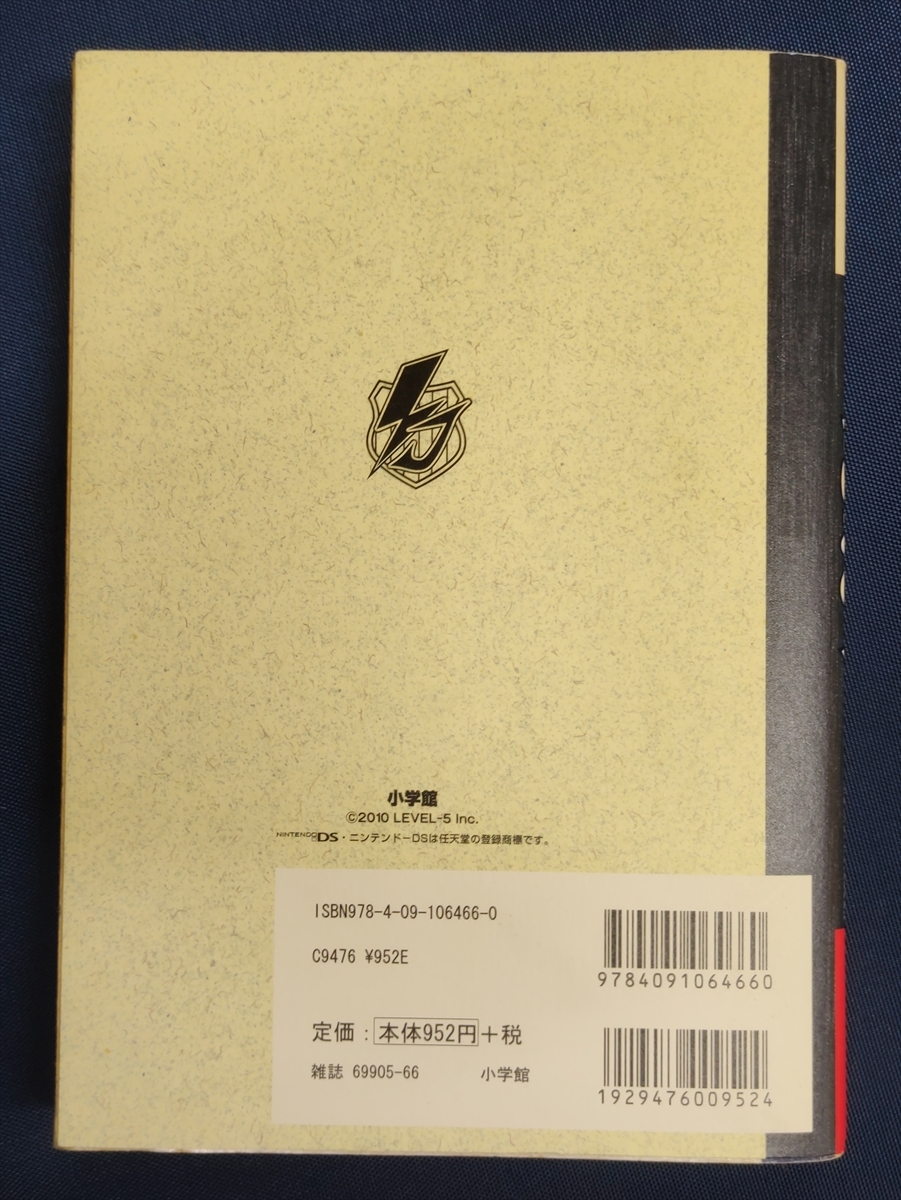 小学館
©2010 LEVEL-5 Inc.
NINTENDO DS・ニンテンドーDSは任天堂の登録商標です。
ISBN978-4-09-106466-0
C9476 ¥952E
9784091064660
定価：本体952円+税
雑誌 69905-66 小学館
1929476009524